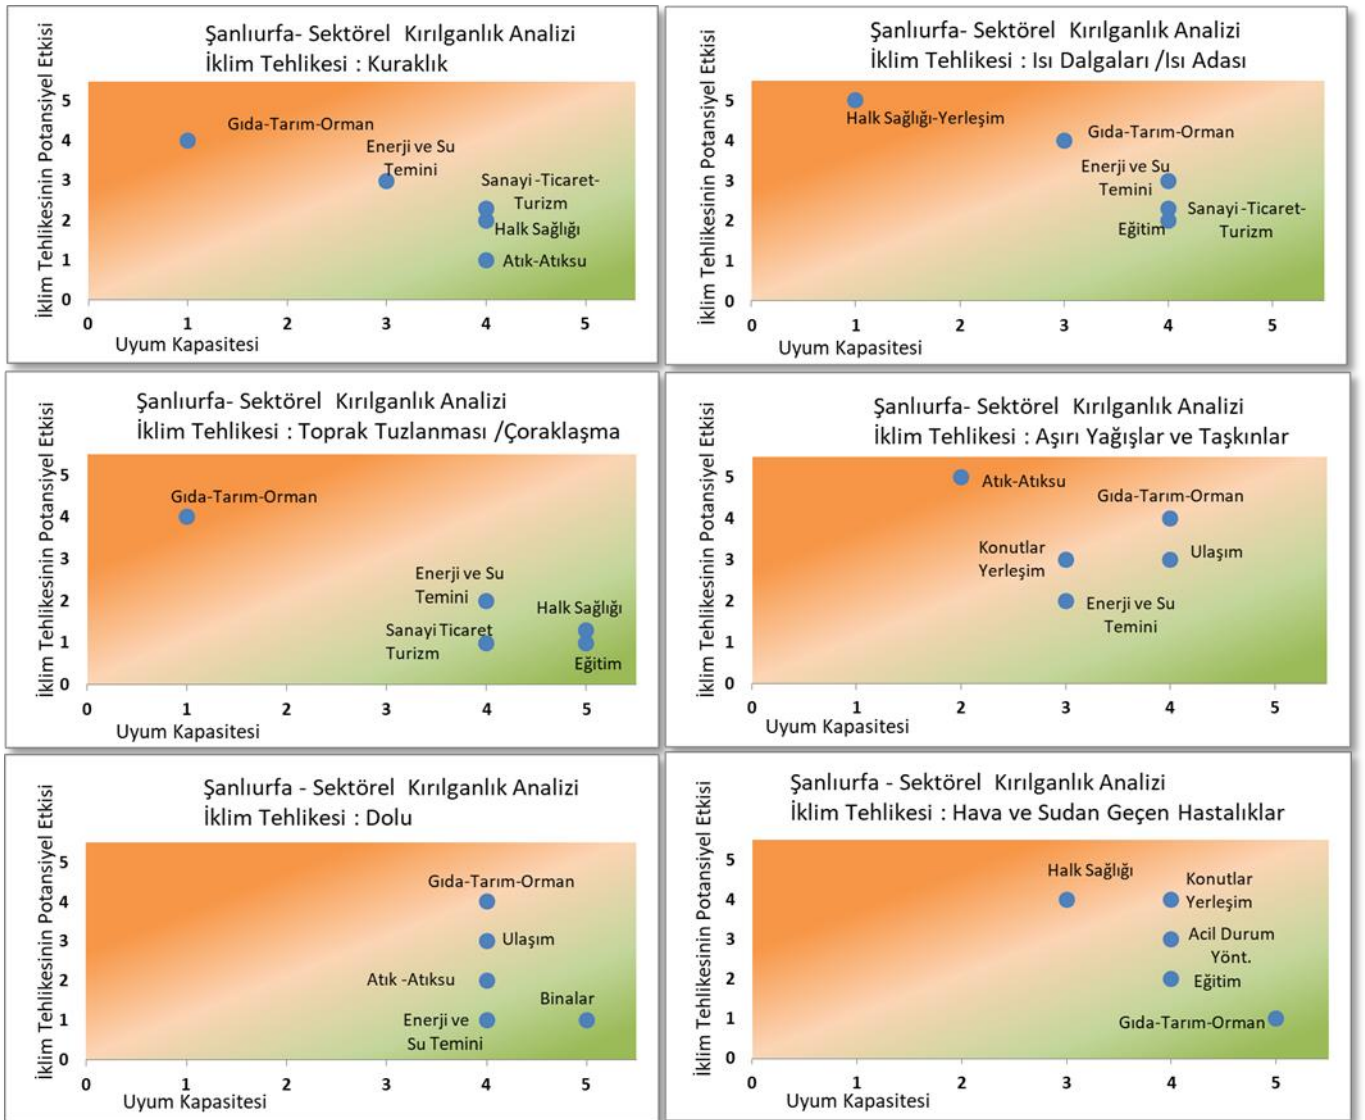 Şanlıurfa- Sektörel Kırılganlık Analizi
İklim Tehlikesi : Kuraklık
İklim Tehlikesinin Potansiyel Etkisi
5
4
3
2
1
0
Gıda-Tarım-Orman
Enerji ve Su
Temini
Sanayi -Ticaret-
Turizm
Halk Sağlığı
Atık-Atıksu
0 1 2 3 4 5
Uyum Kapasitesi
Şanlıurfa- Sektörel Kırılganlık Analizi
İklim Tehlikesi : Isı Dalgaları /Isı Adası
İklim Tehlikesinin Potansiyel Etkisi
5
4
3
2
1
0
Halk Sağlığı-Yerleşim
Gıda-Tarım-Orman
Enerji ve Su
Temini
Sanayi -Ticaret-
Turizm
Eğitim
0 1 2 3 4 5
Uyum Kapasitesi
Şanlıurfa- Sektörel Kırılganlık Analizi
İklim Tehlikesi : Toprak Tuzlanması /Çoraklaşma
İklim Tehlikesinin Potansiyel Etkisi
5
4
3
2
1
0
Gıda-Tarım-Orman
Enerji ve Su
Temini
Halk Sağlığı
Sanayi Ticaret
Turizm
Eğitim
0 1 2 3 4 5
Uyum Kapasitesi
Şanlıurfa- Sektörel Kırılganlık Analizi
İklim Tehlikesi : Aşırı Yağışlar ve Taşkınlar
İklim Tehlikesinin Potansiyel Etkisi
5
4
3
2
1
0
Atık-Atıksu
Gıda-Tarım-Orman
Konutlar
Yerleşim
Ulaşım
Enerji ve Su
Temini
0 1 2 3 4 5
Uyum Kapasitesi
Şanlıurfa - Sektörel Kırılganlık Analizi
İklim Tehlikesi : Dolu
İklim Tehlikesinin Potansiyel Etkisi
5
4
3
2
1
0
Gıda-Tarım-Orman
Ulaşım
Atık -Atıksu
Binalar
Enerji ve
Su Temini
0 1 2 3 4 5
Uyum Kapasitesi
Şanlıurfa - Sektörel Kırılganlık Analizi
İklim Tehlikesi : Hava ve Sudan Geçen Hastalıklar
İklim Tehlikesinin Potansiyel Etkisi
5
4
3
2
1
0
Halk Sağlığı
Konutlar
Yerleşim
Acil Durum
Yönt.
Eğitim
Gıda-Tarım-Orman
0 1 2 3 4 5
Uyum Kapasitesi